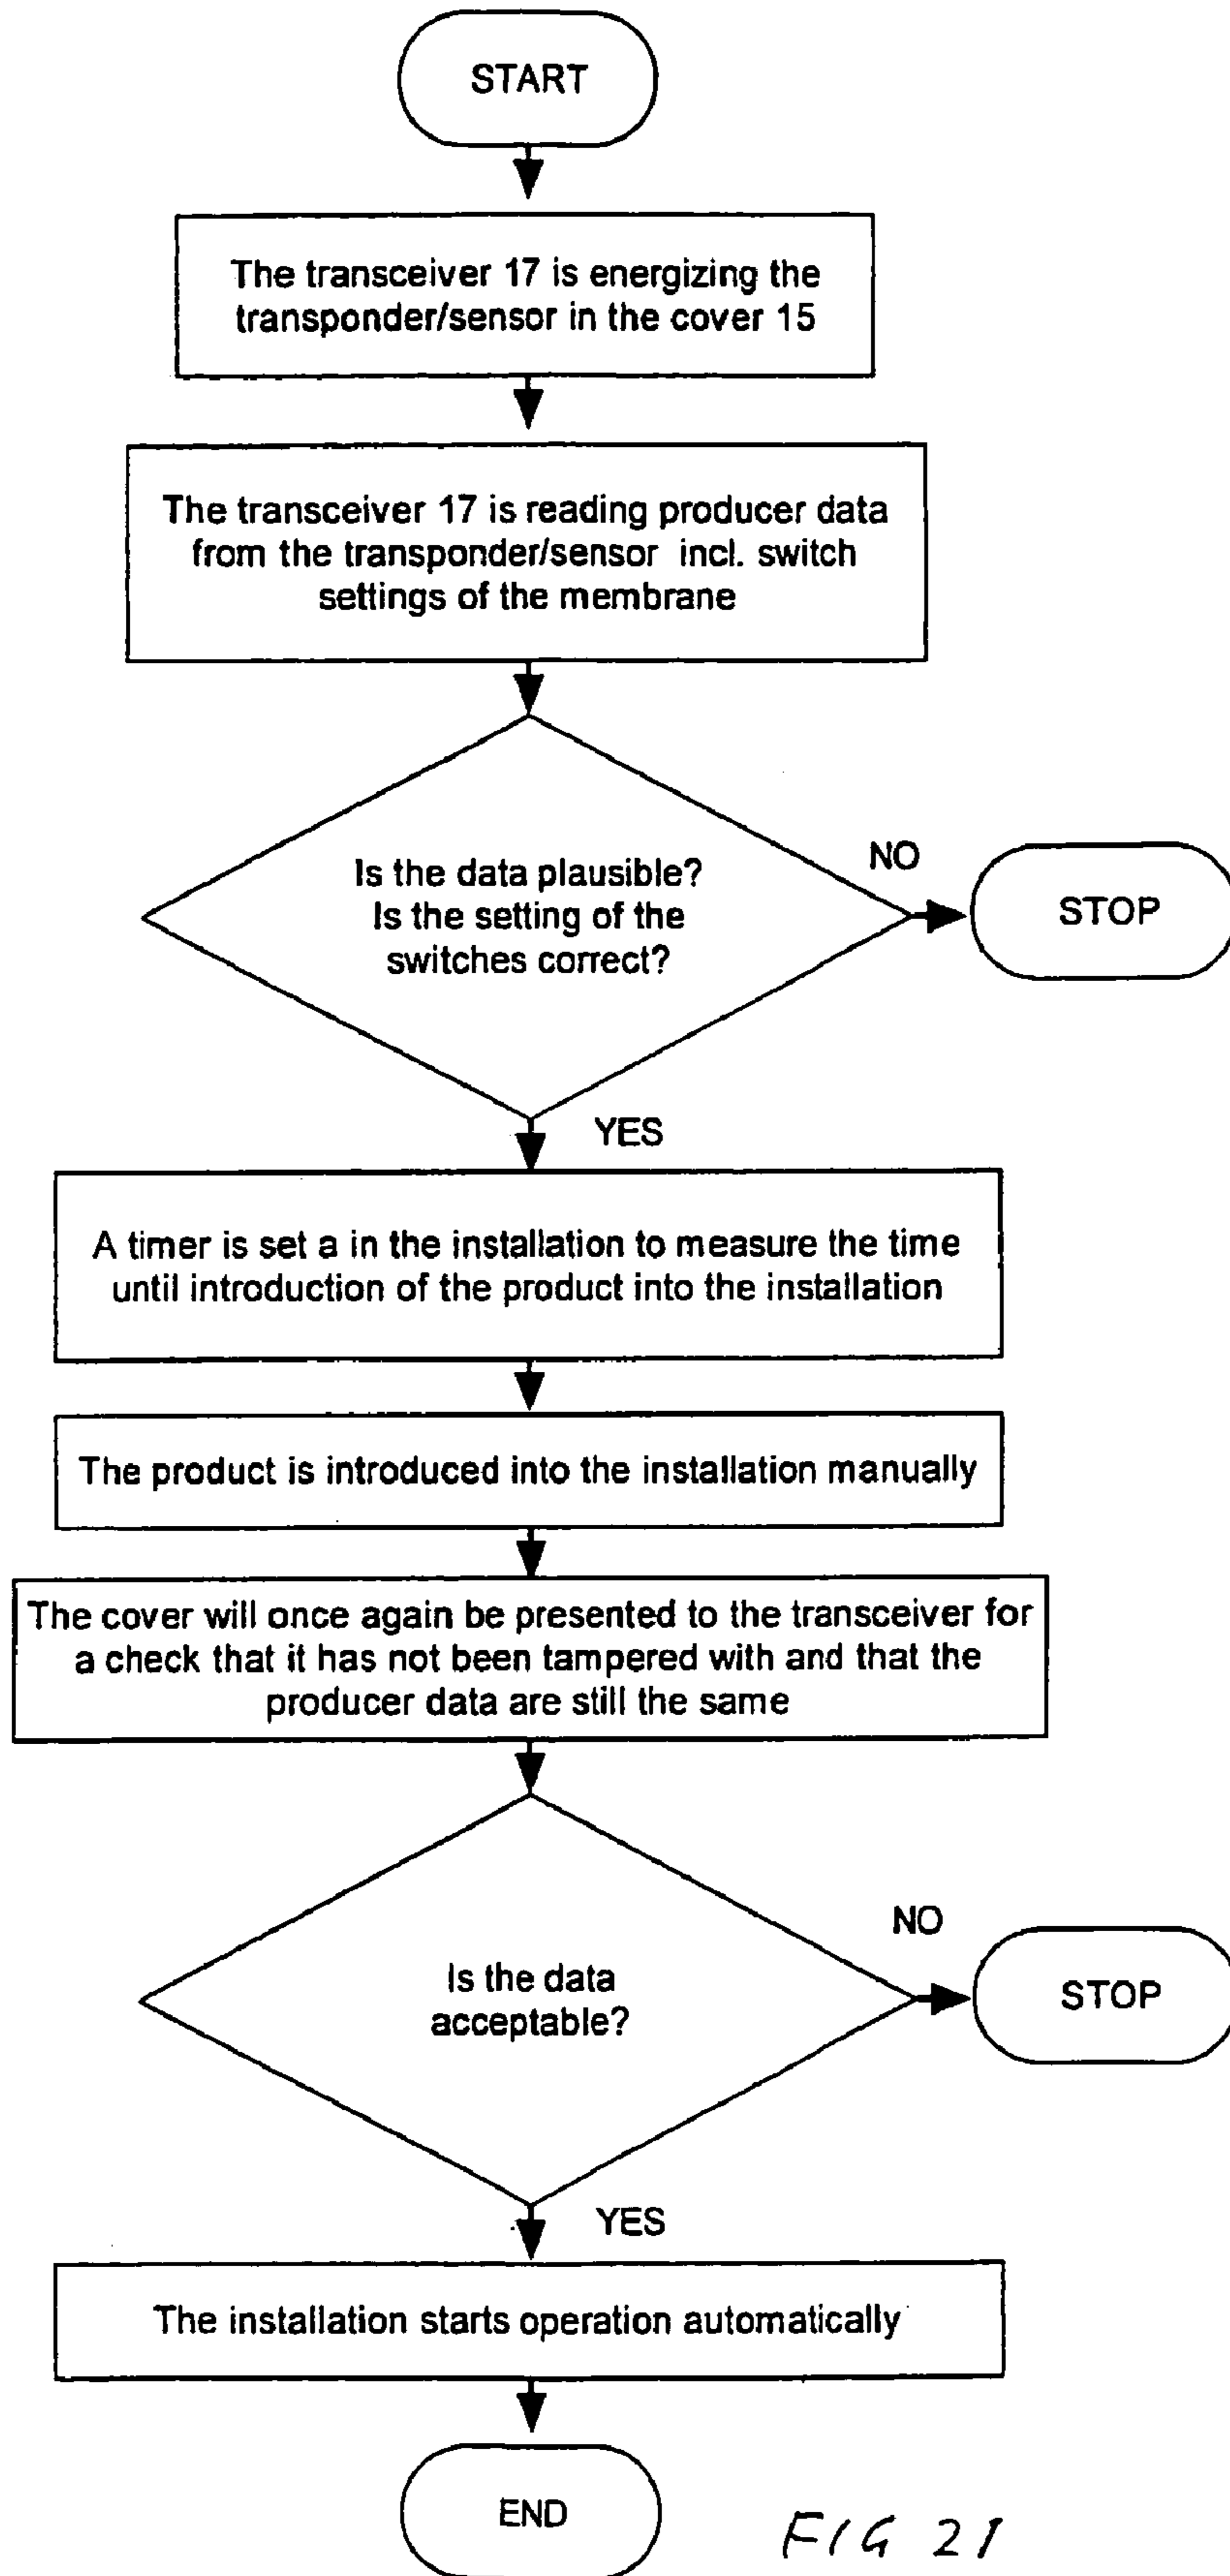 START
The transceiver 17 is energizing the
transponder/sensor in the cover 15
The transceiver 17 is reading producer data
from the transponder/sensor incl. switch
settings of the membrane
Is the data plausible?
Is the setting of the
switches correct?
NO
STOP
YES
A timer is set a in the installation to measure the time
until introduction of the product into the installation
The product is introduced into the installation manually
The cover will once again be presented to the transceiver for
a check that it has not been tampered with and that the
producer data are still the same
Is the data
acceptable?
NO
STOP
YES
The installation starts operation automatically
END
FIG 21